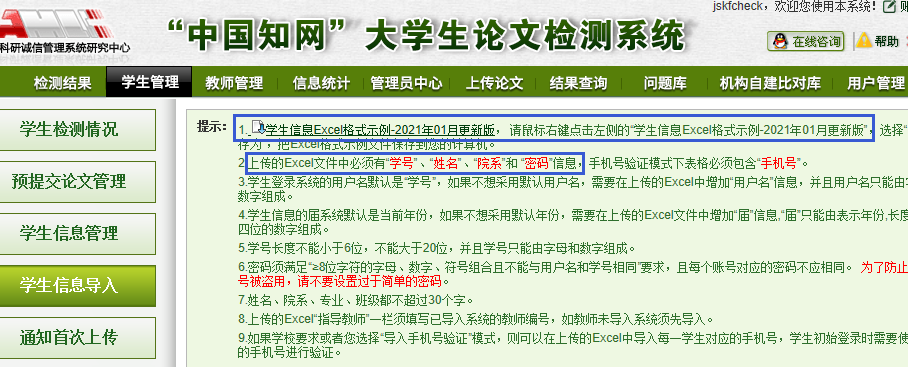 jskfcheck，欢迎您使用本系统！
科研诚信管理系统研究中心
“中国知网”大学生论文检测系统
在线咨询 帮助
检测结果 学生管理 教师管理 信息统计 管理员中心 上传论文 结果查询 问题库 机构自建比对库 用户管理
学生检测情况
预提交论文管理
学生信息管理
学生信息导入
通知首次上传
提示：
1. 学生信息Excel格式示例-2021年01月更新版，请鼠标右键点击左侧的“学生信息Excel格式示例-2021年01月更新版”，选择“
存为”，把Excel格式示例文件保存到您的计算机。
2.上传的Excel文件中必须有“学号”、“姓名”、“院系”和 “密码”信息，手机号验证模式下表格必须包含“手机号”。
3.学生登录系统的用户名默认是“学号”，如果不想采用默认用户名，需要在上传的Excel中增加“用户名”信息，并且用户名只能由
数字组成。
4.学生信息的届系统默认是当前年份，如果不想采用默认年份，需要在上传的Excel文件中增加“届”信息,“届”只能由表示年份,长度
四位的数字组成。
5.学号长度不能小于6位，不能大于20位，并且学号只能由字母和数字组成。
6.密码须满足“≥8位字符的字母、数字、符号组合且不能与用户名和学号相同”要求，且每个账号对应的密码不应相同。 为了防止
号被盗用，请不要设置过于简单的密码。
7.姓名、院系、专业、班级都不超过30个字。
8.上传的Excel“指导教师”一栏须填写已导入系统的教师编号，如教师未导入系统须先导入。
9.如果学校要求或者您选择“导入手机号验证”模式，则可以在上传的Excel中导入每一学生对应的手机号，学生初始登录时需要使
的手机号进行验证。